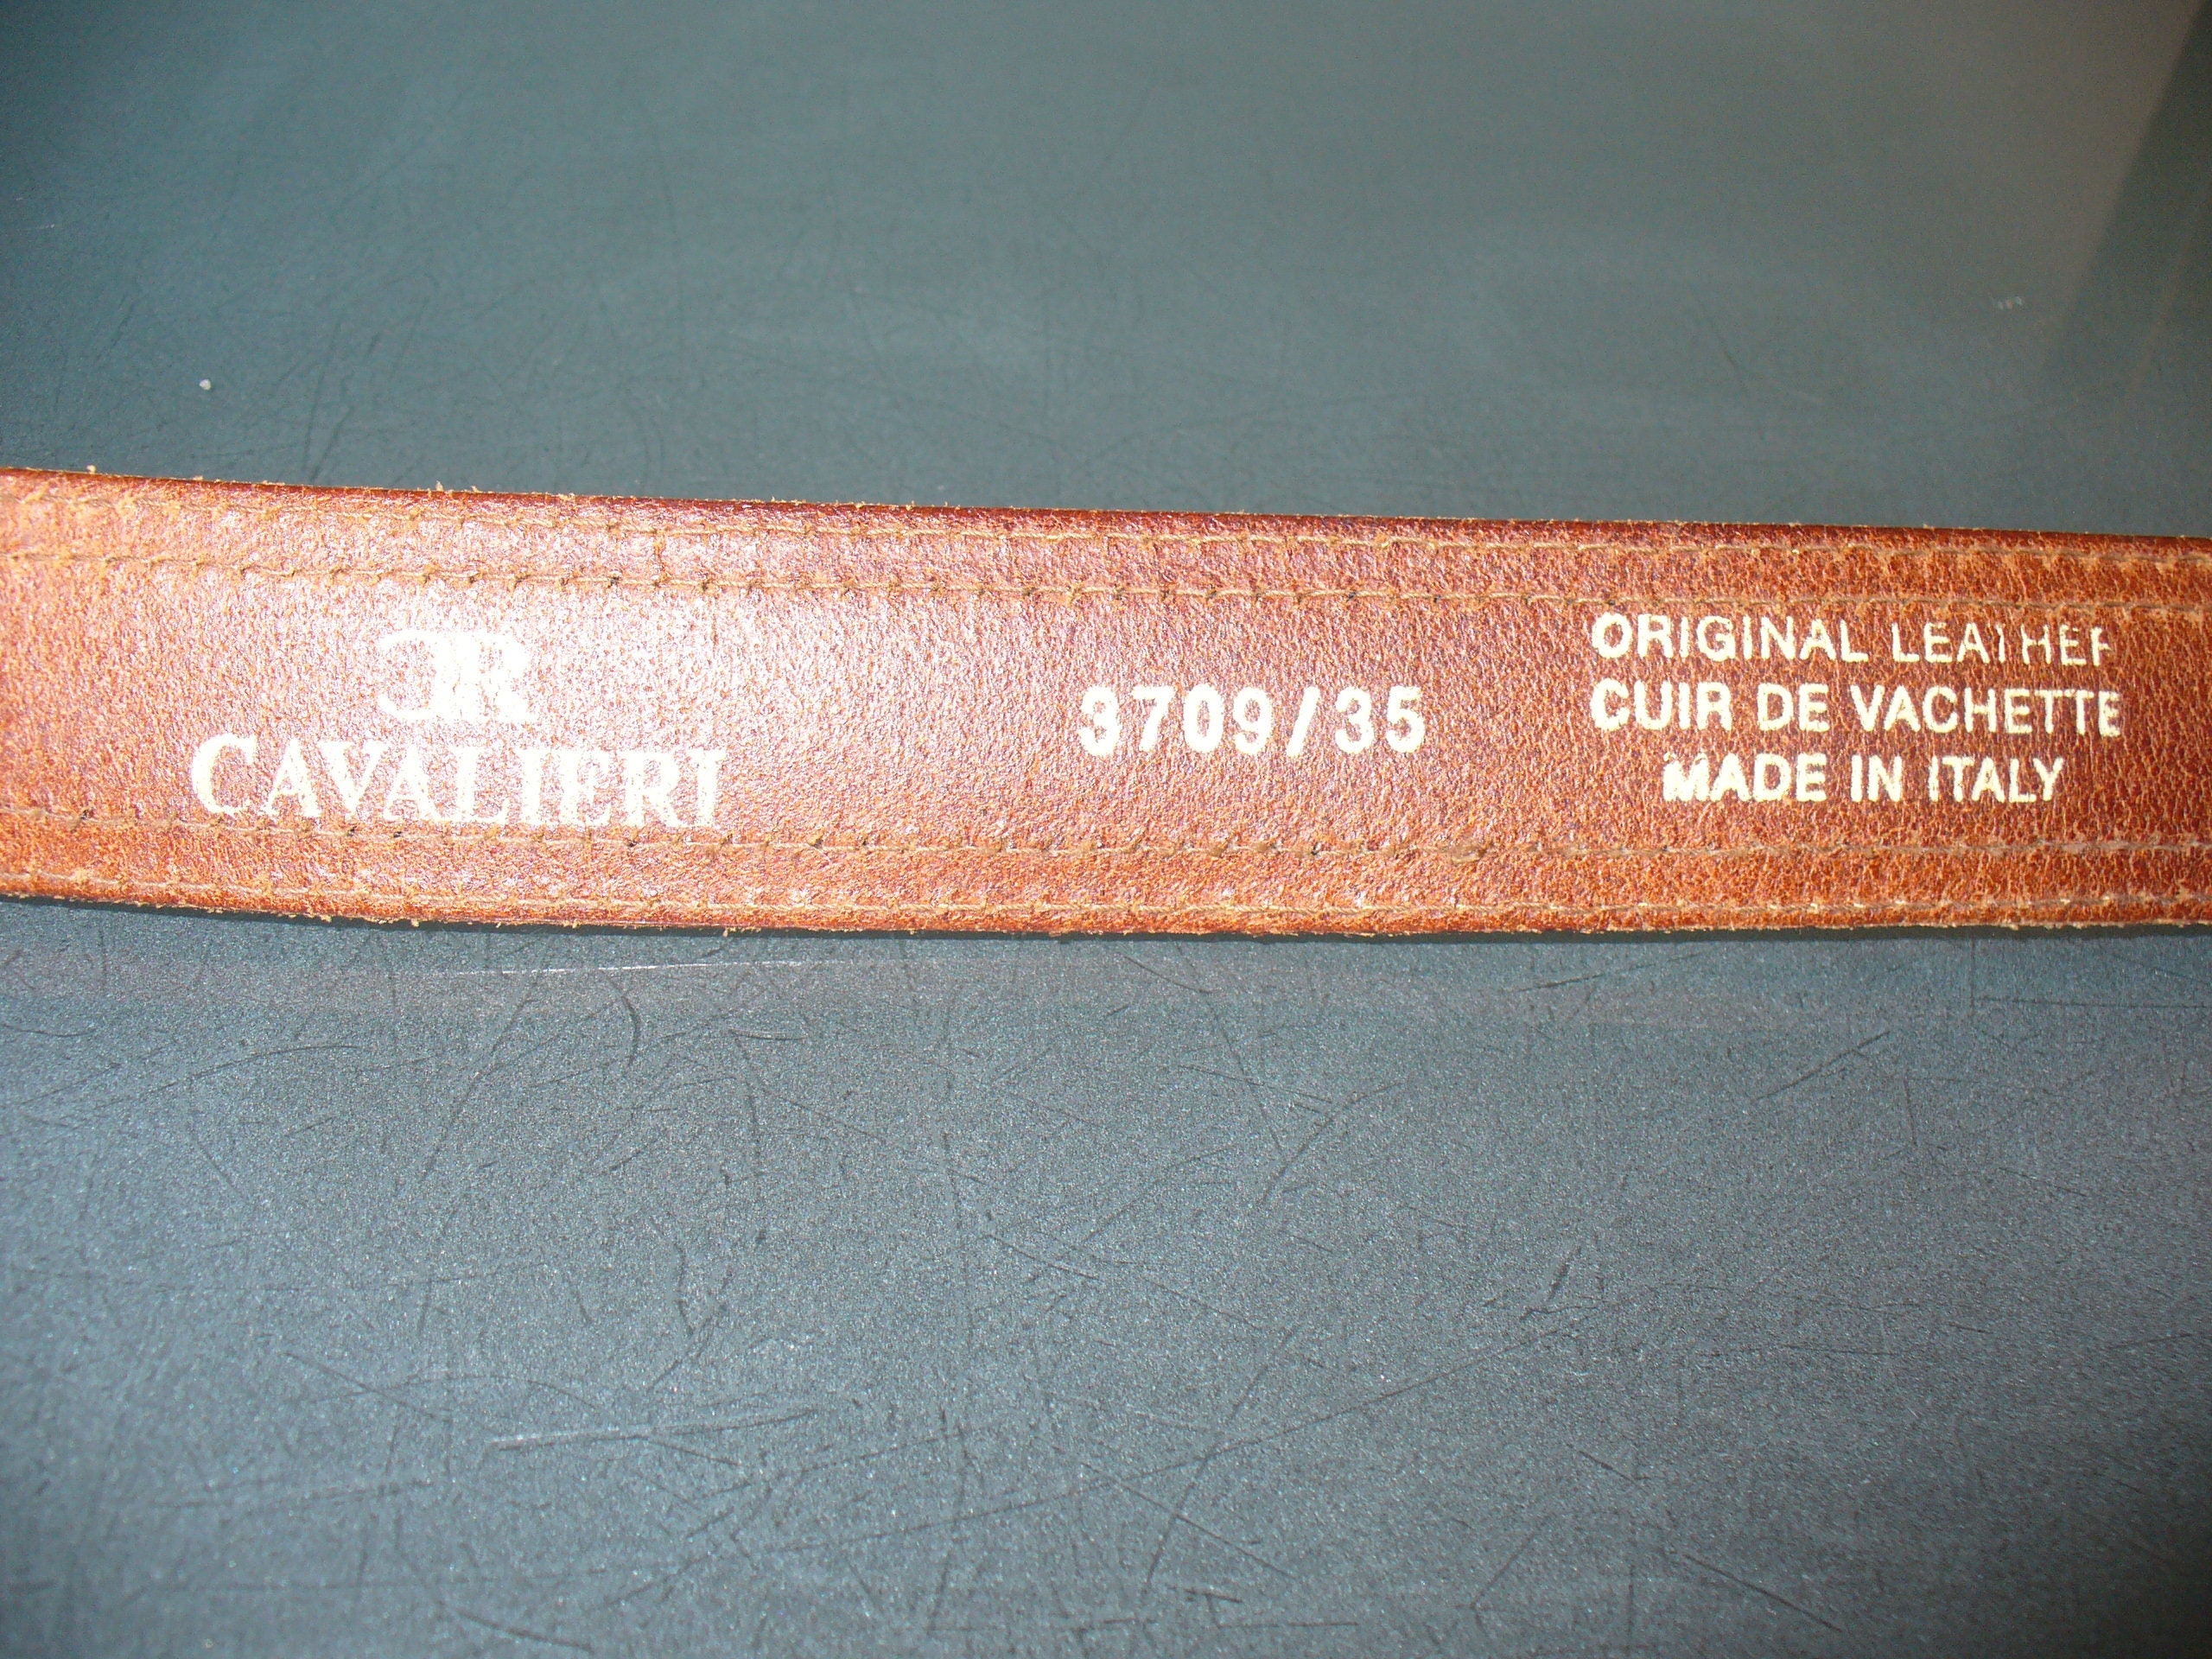 CAVALIERI
3709/35
ORIGINAL LEATHER
CUIR DE VACHETTE
MADE IN ITALY